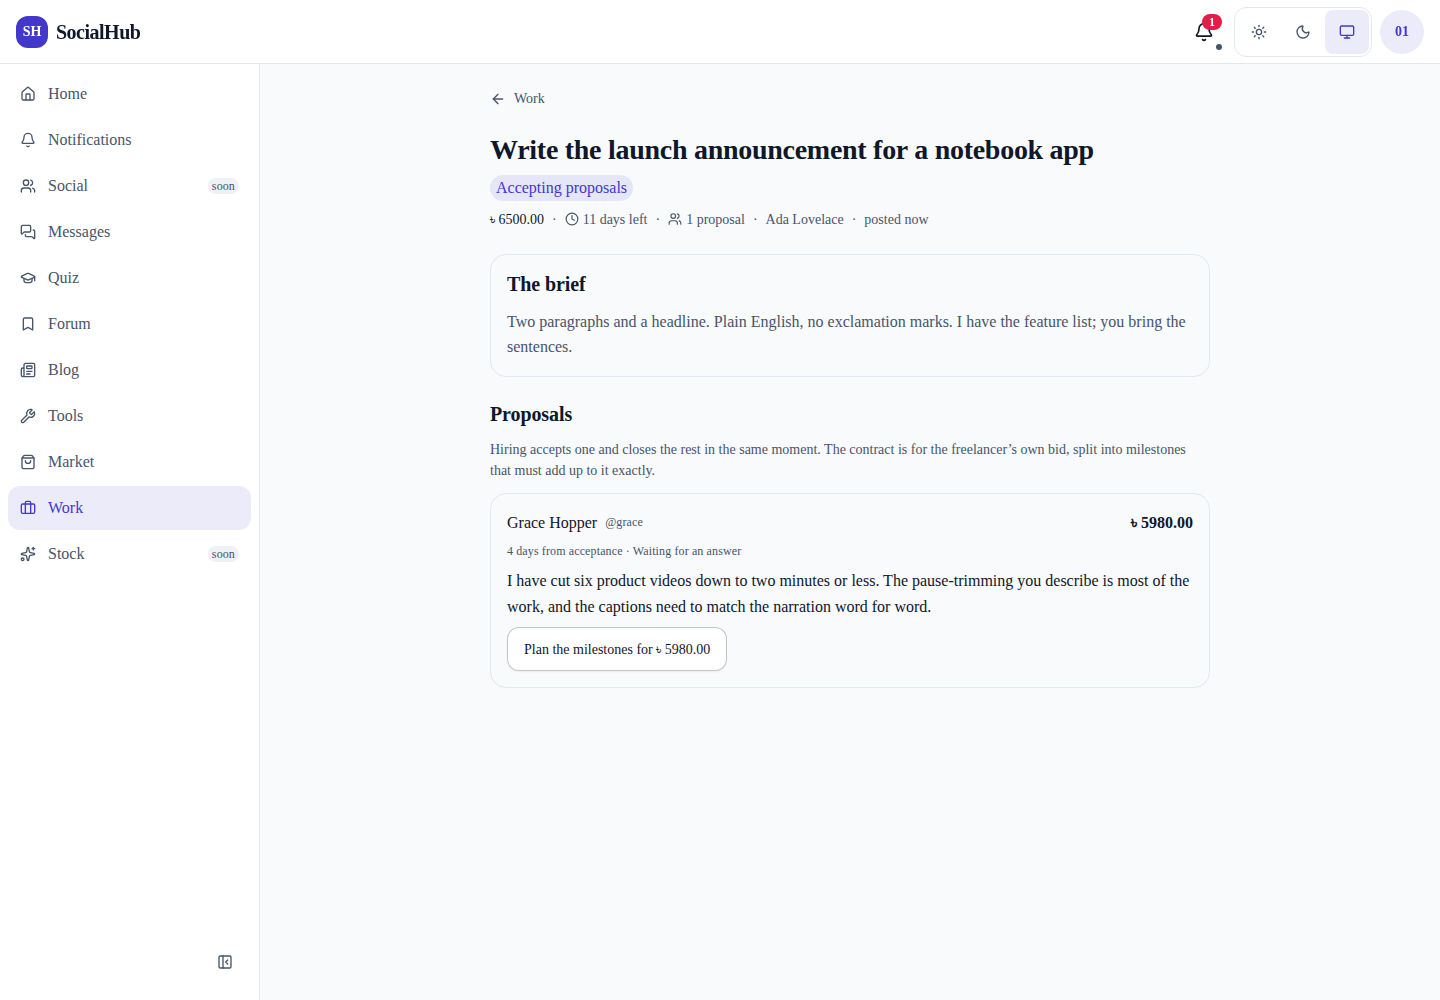 SH SocialHub
1
01
Home
Notifications
Social soon
Messages
Quiz
Forum
Blog
Tools
Market
Work
Stock soon
Work
Write the launch announcement for a notebook app
Accepting proposals
৳ 6500.00 · 11 days left · 1 proposal · Ada Lovelace · posted now
The brief
Two paragraphs and a headline. Plain English, no exclamation marks. I have the feature list; you bring the
sentences.
Proposals
Hiring accepts one and closes the rest in the same moment. The contract is for the freelancer’s own bid, split into milestones
that must add up to it exactly.
Grace Hopper @grace ৳ 5980.00
4 days from acceptance · Waiting for an answer
I have cut six product videos down to two minutes or less. The pause-trimming you describe is most of the
work, and the captions need to match the narration word for word.
Plan the milestones for ৳ 5980.00